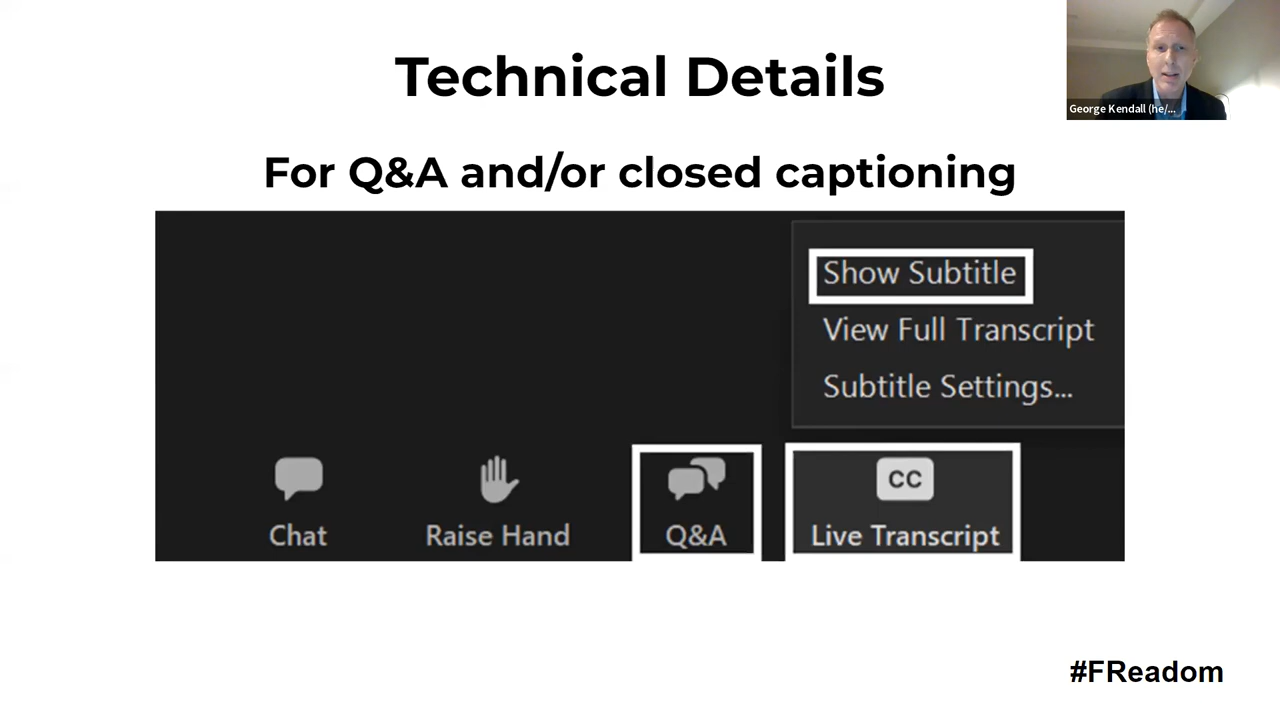 Technical Details
George Kendall (he/...
For Q&A and/or closed captioning
Show Subtitle
View Full Transcript
Subtitle Settings...
CC
Chat
Raise Hand
Q&A
Live Transcript
#FReadom